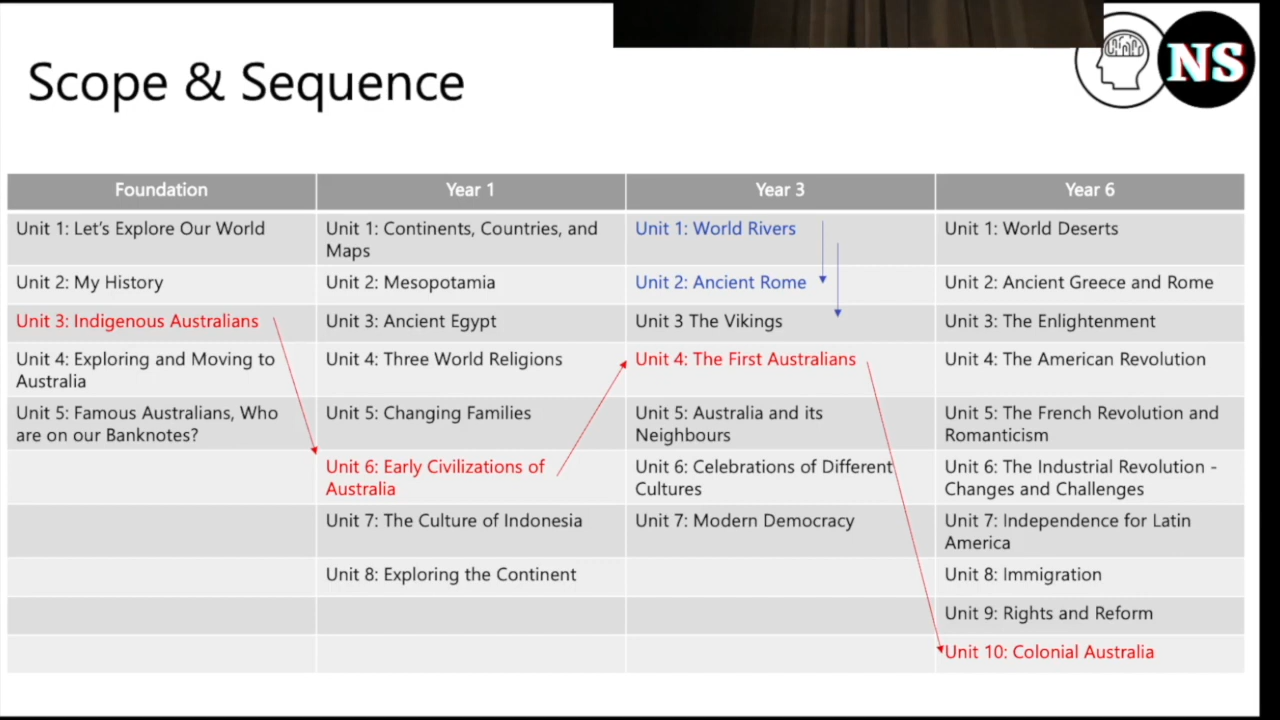 NS
Scope & Sequence
Foundation
Year 1
Year 3
Year 6
Unit 1: Let's Explore Our World
Unit 1: Continents, Countries, and
Maps
Unit 1: World Rivers
Unit 1: World Deserts
Unit 2: My History
Unit 2: Mesopotamia
Unit 2: Ancient Rome
Unit 2: Ancient Greece and Rome
Unit 3: Indigenous Australians
Unit 3: Ancient Egypt
Unit 3 The Vikings
Unit 3: The Enlightenment
Unit 4: Exploring and Moving to
Australia
Unit 4: Three World Religions
Unit 4: The First Australians
Unit 4: The American Revolution
Unit 5: Famous Australians, Who
are on our Banknotes?
Unit 5: Changing Families
Unit 5: Australia and its
Neighbours
Unit 5: The French Revolution and
Romanticism
Unit 6: Early Civilizations of
Australia
Unit 6: Celebrations of Different
Cultures
Unit 6: The Industrial Revolution -
Changes and Challenges
Unit 7: The Culture of Indonesia
Unit 7: Modern Democracy
Unit 7: Independence for Latin
America
Unit 8: Exploring the Continent
Unit 8: Immigration
Unit 9: Rights and Reform
Unit 10: Colonial Australia